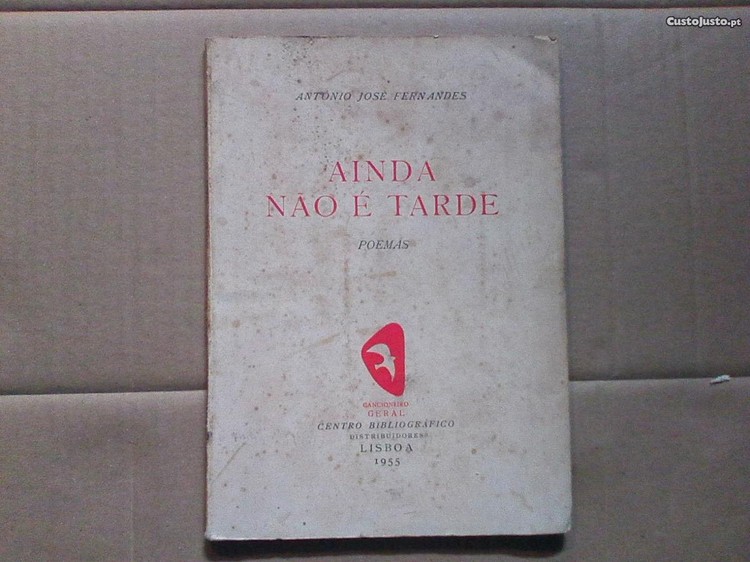 CustoJusto.pt
ANTÓNIO JOSÉ FERNANDES
AINDA
NÃO É TARDE
POEMAS
CANCIONEIRO
GERAL
CENTRO BIBLIOGRÁFICO
DISTRIBUIDORES
LISBOA
1955